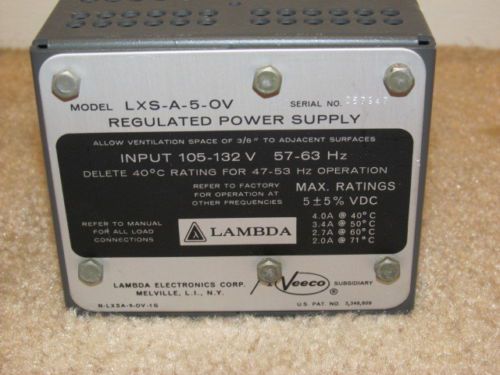 MODEL LXS-A-5-OV SERIAL NO.
REGULATED POWER SUPPLY
ALLOW VENTILATION SPACE OF 3/8" TO ADJACENT SURFACES
INPUT 105-132 V 57-63 Hz
DELETE 40°C RATING FOR 47-53 Hz OPERATION
REFER TO FACTORY
FOR OPERATION AT
OTHER FREQUENCIES
MAX. RATINGS
5 ± 5% VDC
4.0A @ 40°C
3.4A @ 50°C
2.7A @ 60°C
2.0A @ 71°C
REFER TO MANUAL
FOR ALL LOAD
CONNECTIONS
LAMBDA
LAMBDA ELECTRONICS CORP.
MELVILLE, L.I., N.Y.
Veeco ® SUBSIDIARY
N-LXSA-5-OV-1G
U.S. PAT. NO.